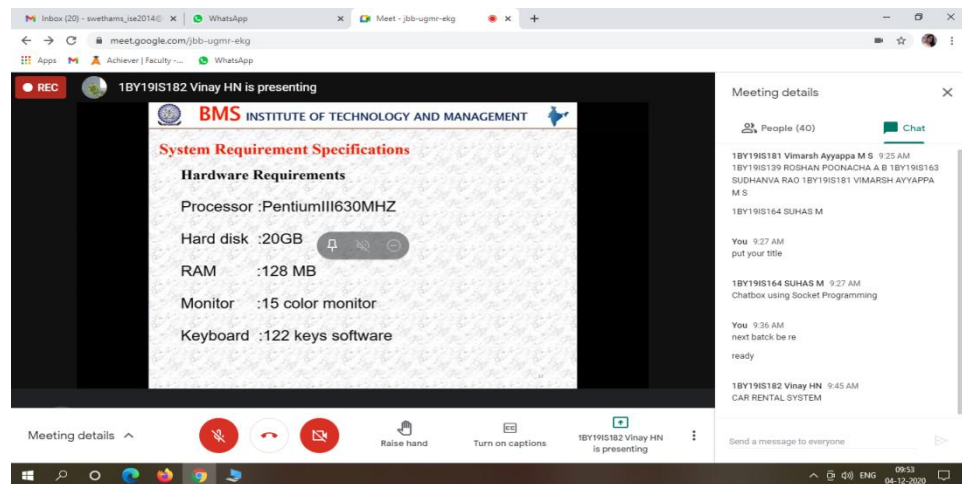 Inbox (20) - swethams_ise2014@
WhatsApp
Meet - jbb-ugmr-ekg
meet.google.com/jbb-ugmr-ekg
Apps
Achiever | Faculty -...
WhatsApp
REC
1BY19IS182 Vinay HN is presenting
BMS INSTITUTE OF TECHNOLOGY AND MANAGEMENT
System Requirement Specifications
Hardware Requirements
Processor :PentiumIII630MHZ
Hard disk :20GB
RAM :128 MB
Monitor :15 color monitor
Keyboard :122 keys software
Meeting details
People (40)
Chat
1BY19IS181 Vimarsh Ayyappa M S 9:25 AM
1BY19IS139 ROSHAN POONACHA A B 1BY19IS163
SUDHANVA RAO 1BY19IS181 VIMARSH AYYAPPA
M S
1BY19IS164 SUHAS M
You 9:27 AM
put your title
1BY19IS164 SUHAS M 9:27 AM
Chatbox using Socket Programming
You 9:36 AM
next batck be re
ready
1BY19IS182 Vinay HN 9:45 AM
CAR RENTAL SYSTEM
Send a message to everyone
Meeting details
Raise hand
CC
Turn on captions
1BY19IS182 Vinay HN
is presenting
ENG
09:53
04-12-2020